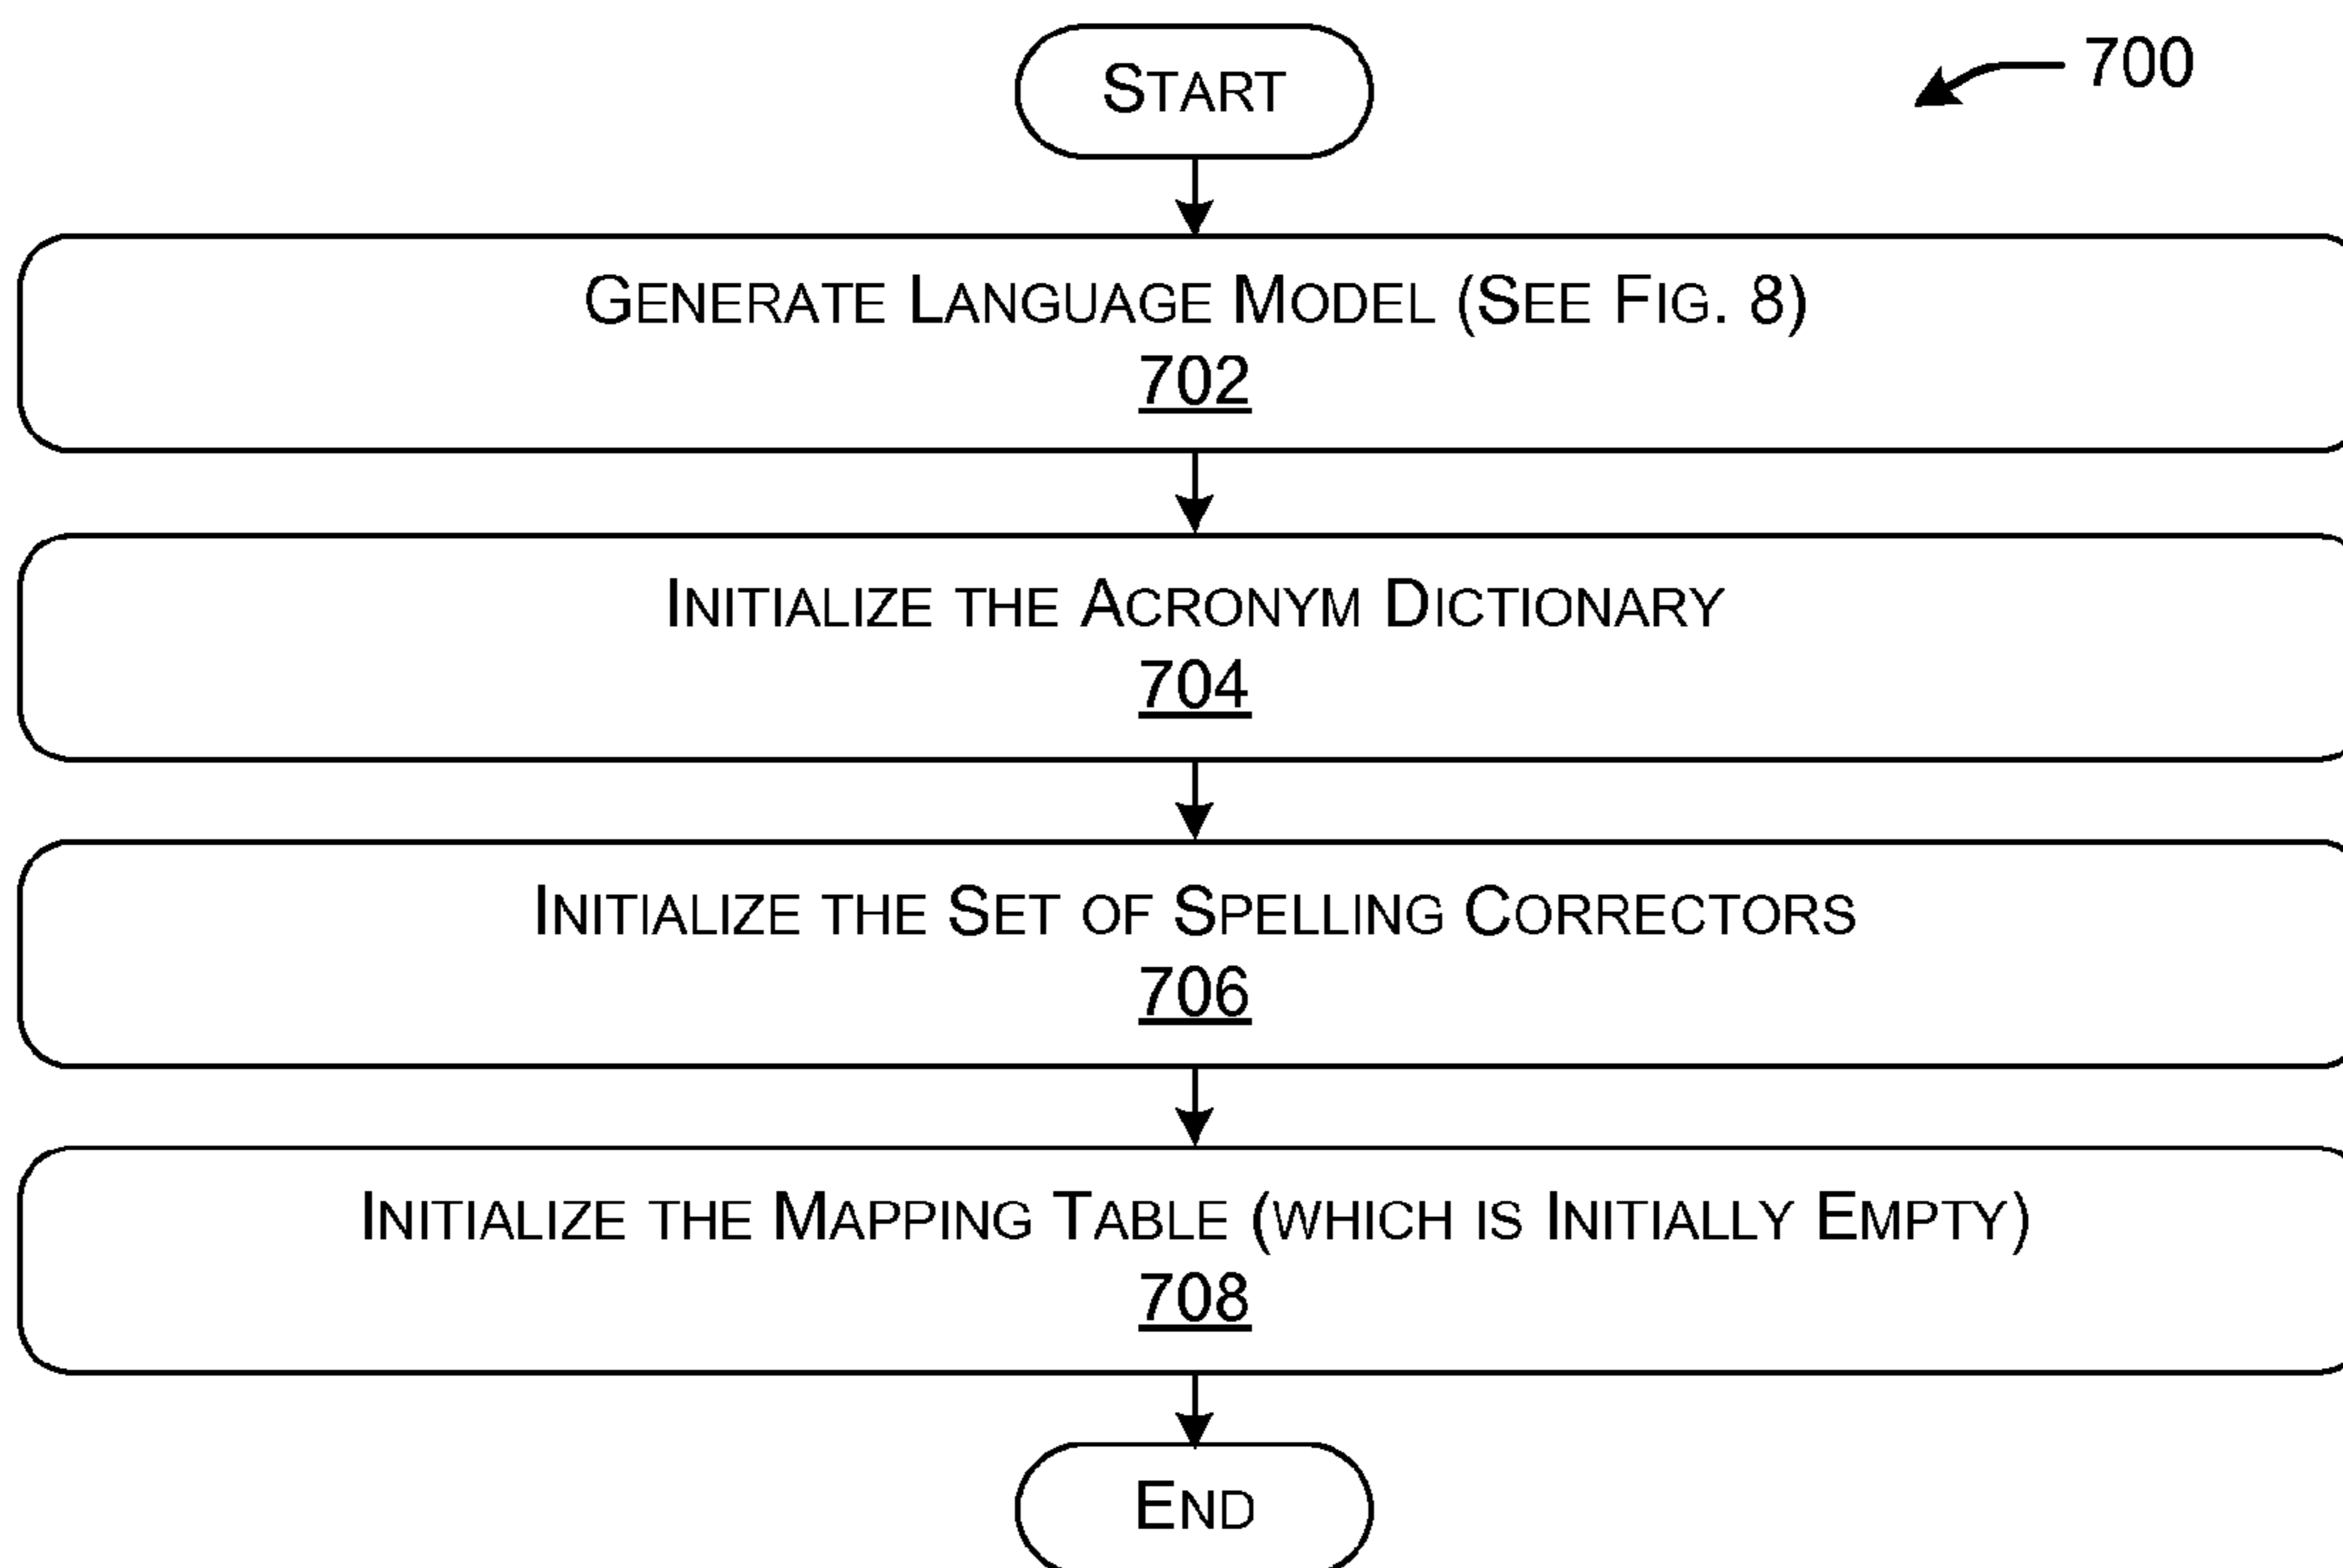 START
700
GENERATE LANGUAGE MODEL (SEE FIG. 8)
702
INITIALIZE THE ACRONYM DICTIONARY
704
INITIALIZE THE SET OF SPELLING CORRECTORS
706
INITIALIZE THE MAPPING TABLE (WHICH IS INITIALLY EMPTY)
708
END